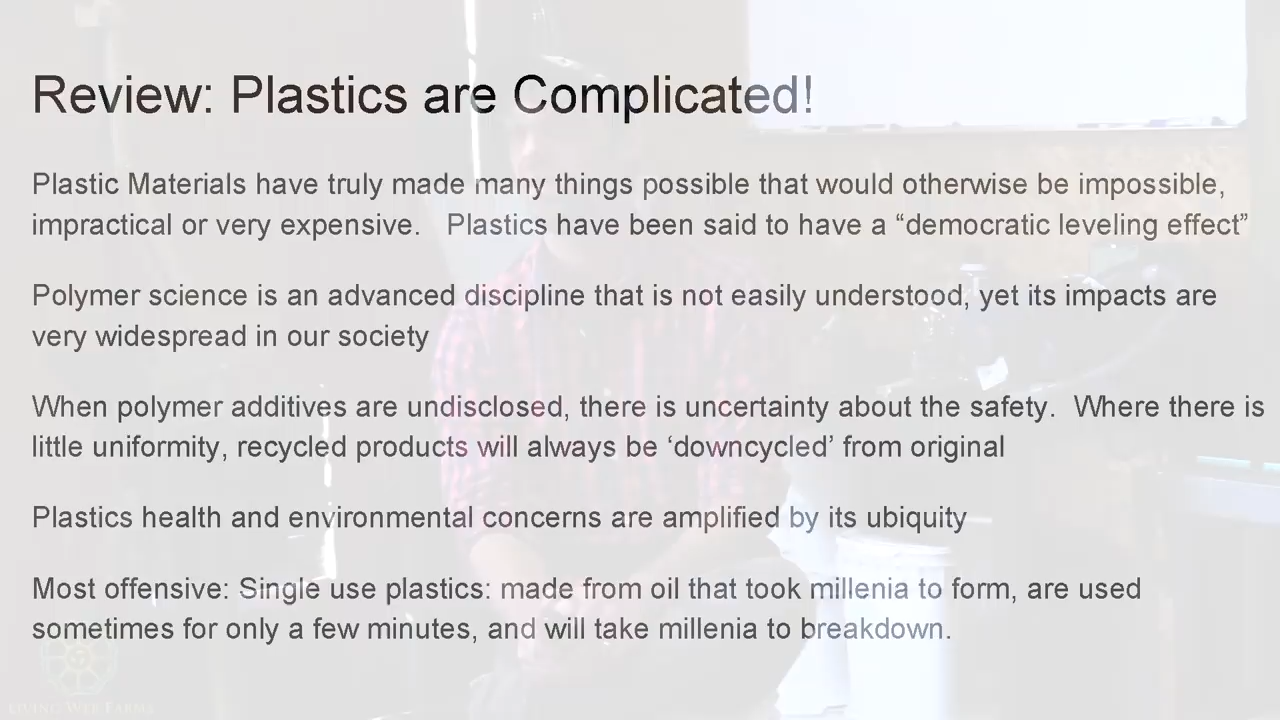 Review: Plastics are Complicated!
Plastic Materials have truly made many things possible that would otherwise be impossible,
impractical or very expensive.   Plastics have been said to have a “democratic leveling effect”
Polymer science is an advanced discipline that is not easily understood, yet its impacts are
very widespread in our society
When polymer additives are undisclosed, there is uncertainty about the safety.  Where there is
little uniformity, recycled products will always be ‘downcycled’ from original
Plastics health and environmental concerns are amplified by its ubiquity
Most offensive: Single use plastics: made from oil that took millenia to form, are used
sometimes for only a few minutes, and will take millenia to breakdown.
LIVING WEB FARMS